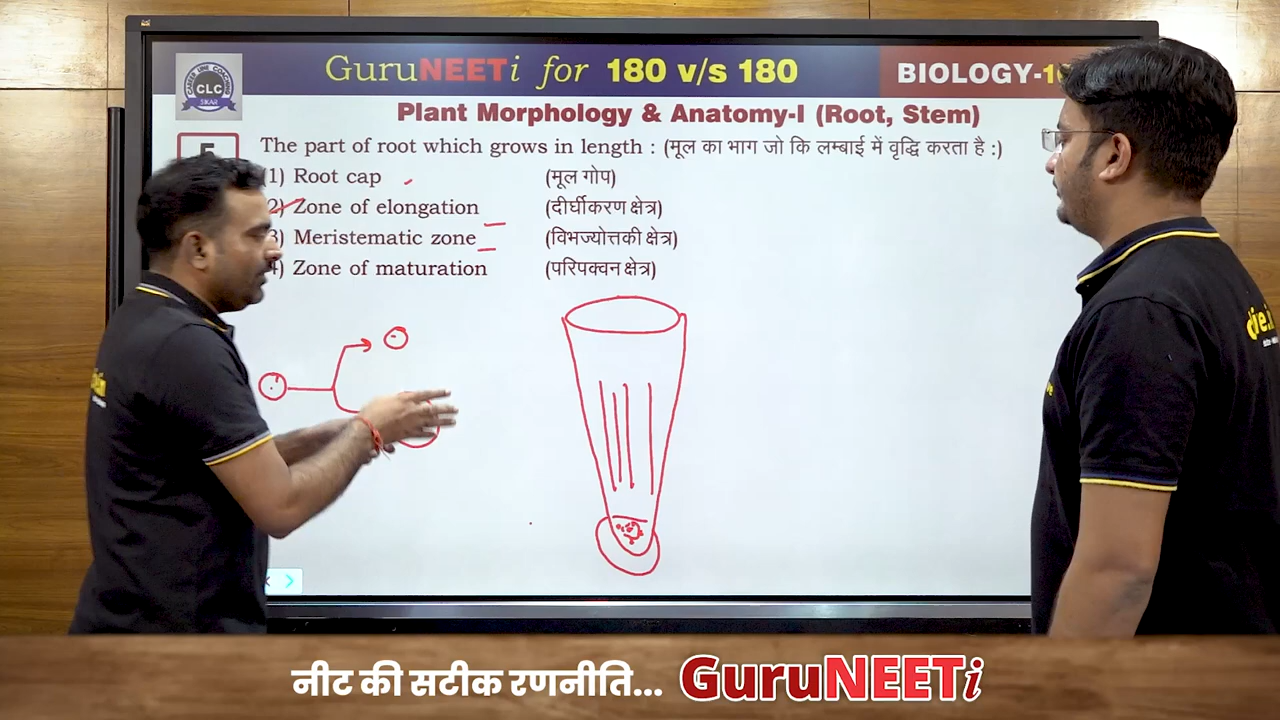 GuruNEETi for 180 v/s 180
BIOLOGY-10
CAREER LINE COACHING
CLC
SIKAR
Plant Morphology & Anatomy-I (Root, Stem)
The part of root which grows in length : (मूल का भाग जो कि लम्बाई में वृद्धि करता है :)
(1) Root cap (मूल गोप)
(2) Zone of elongation (दीर्घीकरण क्षेत्र)
(3) Meristematic zone (विभज्योत्तकी क्षेत्र)
(4) Zone of maturation (परिपक्वन क्षेत्र)
नीट की सटीक रणनीति... GuruNEETi